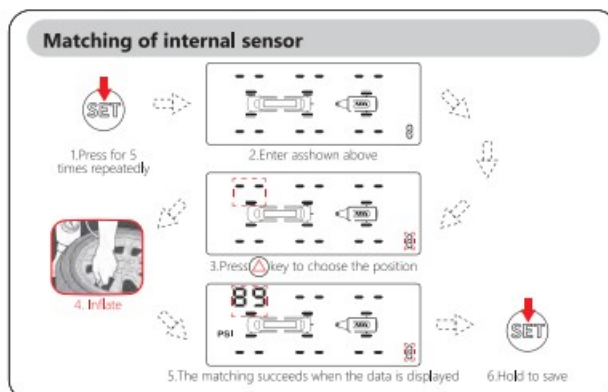 Matching of internal sensor
SET
1.Press for 5
times repeatedly
2.Enter asshown above
3.Press key to choose the position
4. Inflate
89
PSI
5.The matching succeeds when the data is displayed
SET
6.Hold to save